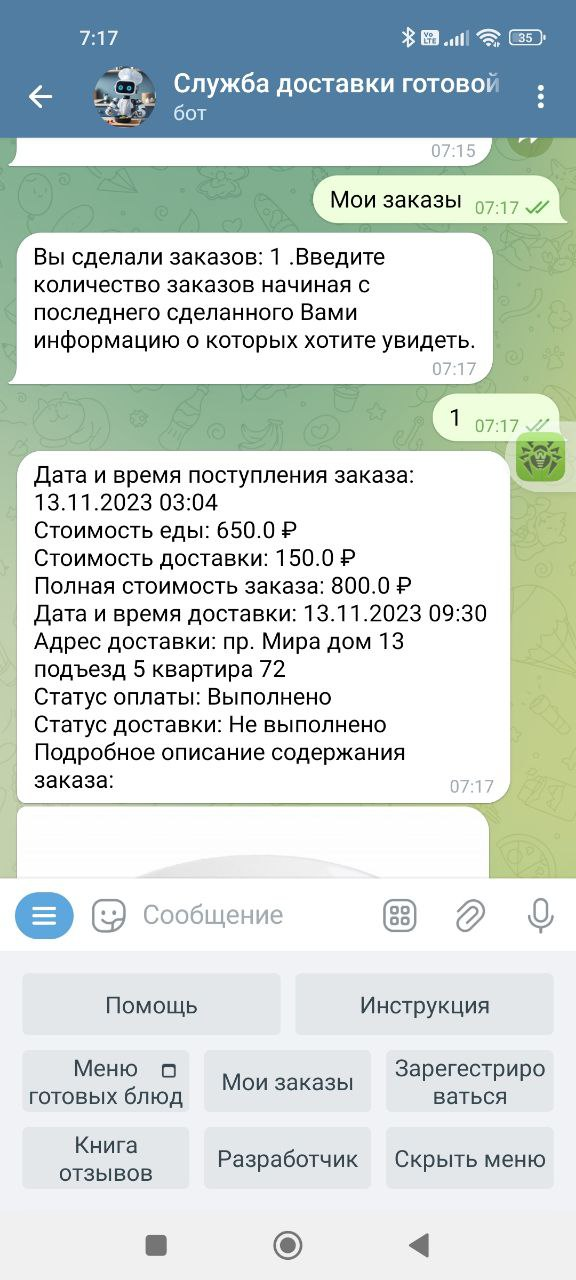 7:17
Vo LTE
35
Служба доставки готовой
бот
07:15
Мои заказы 07:17
Вы сделали заказов: 1 .Введите
количество заказов начиная с
последнего сделанного Вами
информацию о которых хотите увидеть.
07:17
1 07:17
Дата и время поступления заказа:
13.11.2023 03:04
Стоимость еды: 650.0 ₽
Стоимость доставки: 150.0 ₽
Полная стоимость заказа: 800.0 ₽
Дата и время доставки: 13.11.2023 09:30
Адрес доставки: пр. Мира дом 13
подъезд 5 квартира 72
Статус оплаты: Выполнено
Статус доставки: Не выполнено
Подробное описание содержания
заказа:
07:17
Сообщение
Помощь
Инструкция
Меню
готовых блюд
Мои заказы
Зарегестриро
ваться
Книга
отзывов
Разработчик
Скрыть меню